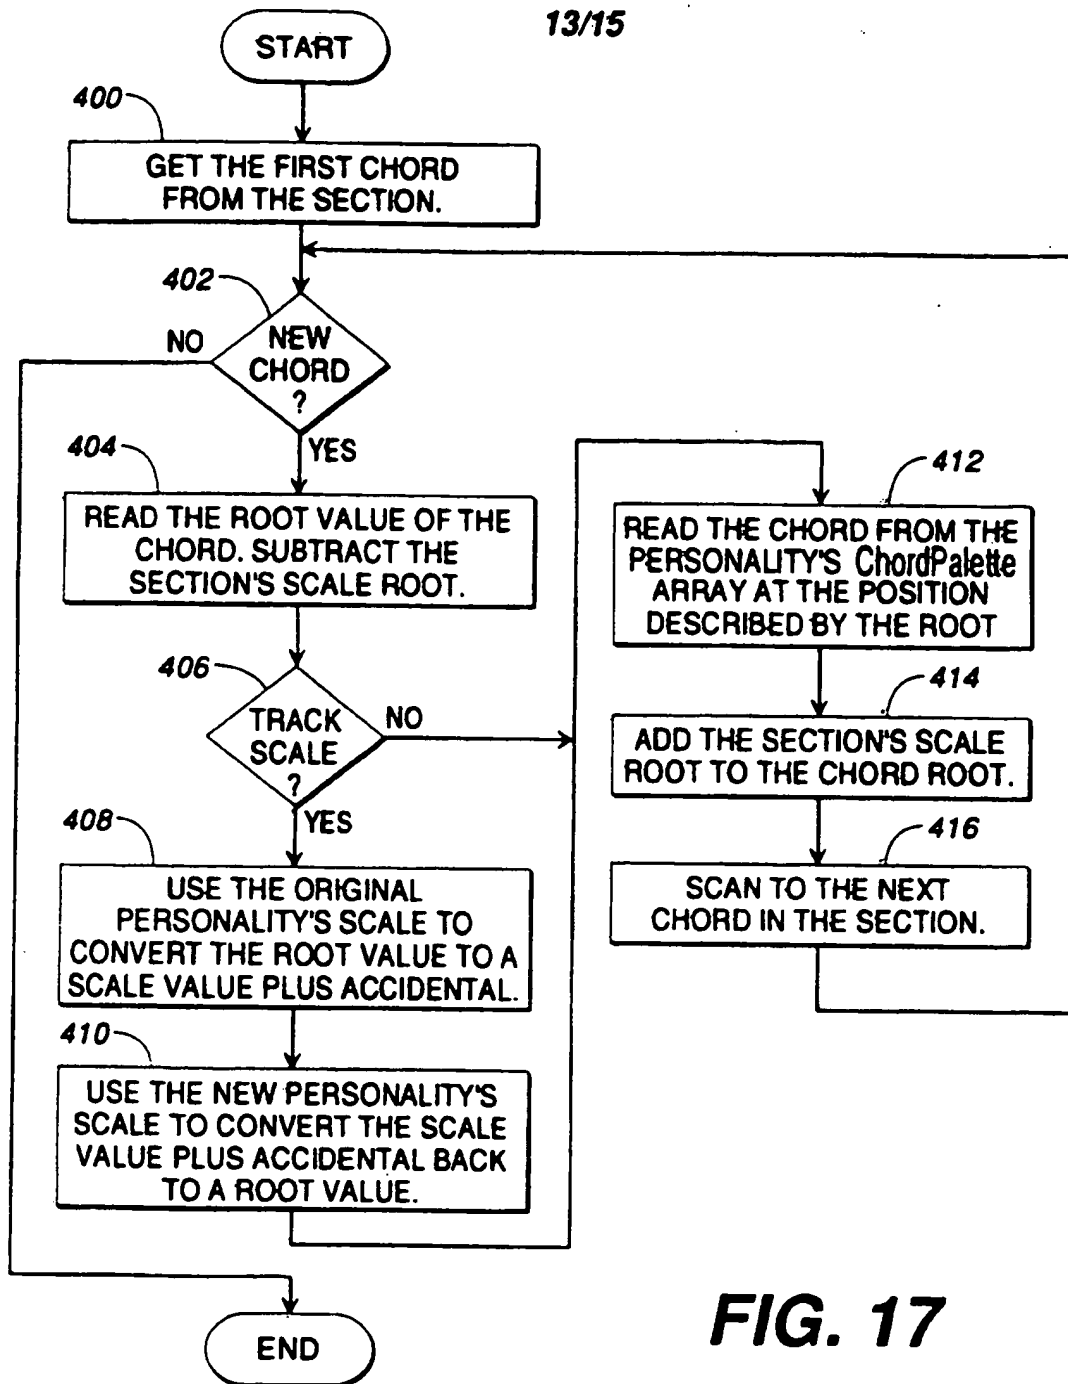 13/15
START
400
GET THE FIRST CHORD
FROM THE SECTION.
402
NEW
CHORD
?
NO
YES
404
READ THE ROOT VALUE OF THE
CHORD. SUBTRACT THE
SECTION'S SCALE ROOT.
406
TRACK
SCALE
?
NO
YES
408
USE THE ORIGINAL
PERSONALITY'S SCALE TO
CONVERT THE ROOT VALUE TO A
SCALE VALUE PLUS ACCIDENTAL.
410
USE THE NEW PERSONALITY'S
SCALE TO CONVERT THE SCALE
VALUE PLUS ACCIDENTAL BACK
TO A ROOT VALUE.
412
READ THE CHORD FROM THE
PERSONALITY'S ChordPalette
ARRAY AT THE POSITION
DESCRIBED BY THE ROOT
414
ADD THE SECTION'S SCALE
ROOT TO THE CHORD ROOT.
416
SCAN TO THE NEXT
CHORD IN THE SECTION.
END
FIG. 17